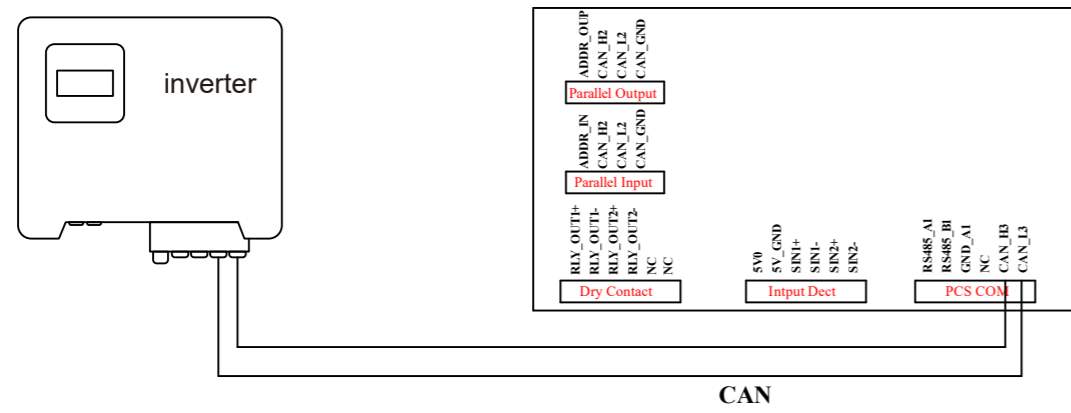 inverter
ADDR_OUP
CAN_H2
CAN_L2
CAN_GND
Parallel Output
ADDR_IN
CAN_H2
CAN_L2
CAN_GND
Parallel Input
RLY_OUT1+
RLY_OUT1-
RLY_OUT2+
RLY_OUT2-
NC
NC
Dry Contact
5V0
5V_GND
SIN1+
SIN1-
SIN2+
SIN2-
Intput Dect
RS485_A1
RS485_B1
GND_A1
NC
CAN_H3
CAN_L3
PCS COM
CAN